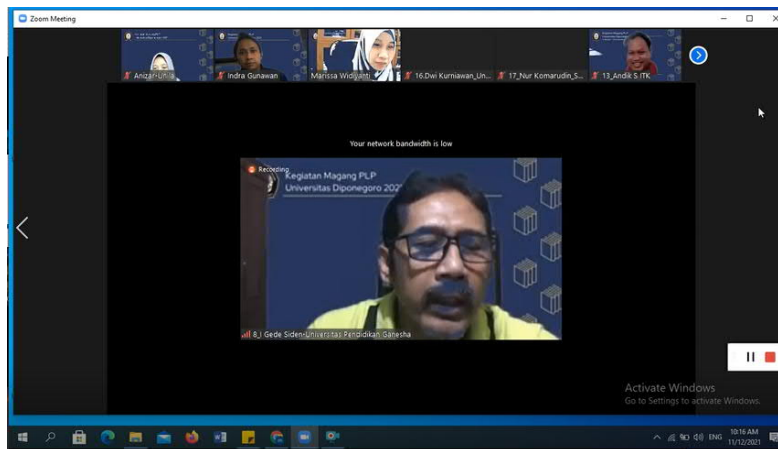 Zoom Meeting
Anizar-Unila
Indra Gunawan
Marissa Widiyanti
16.Dwi Kurniawan_Un...
17_Nur Komarudin_S...
13_Andik S.ITK
Your network bandwidth is low
Recording
Kegiatan Magang PLP
Universitas Diponegoro 202
8_I Gede Siden-Universitas Pendidikan Ganesha
Activate Windows
Go to Settings to activate Windows.
ENG
10:16 AM
11/12/2021